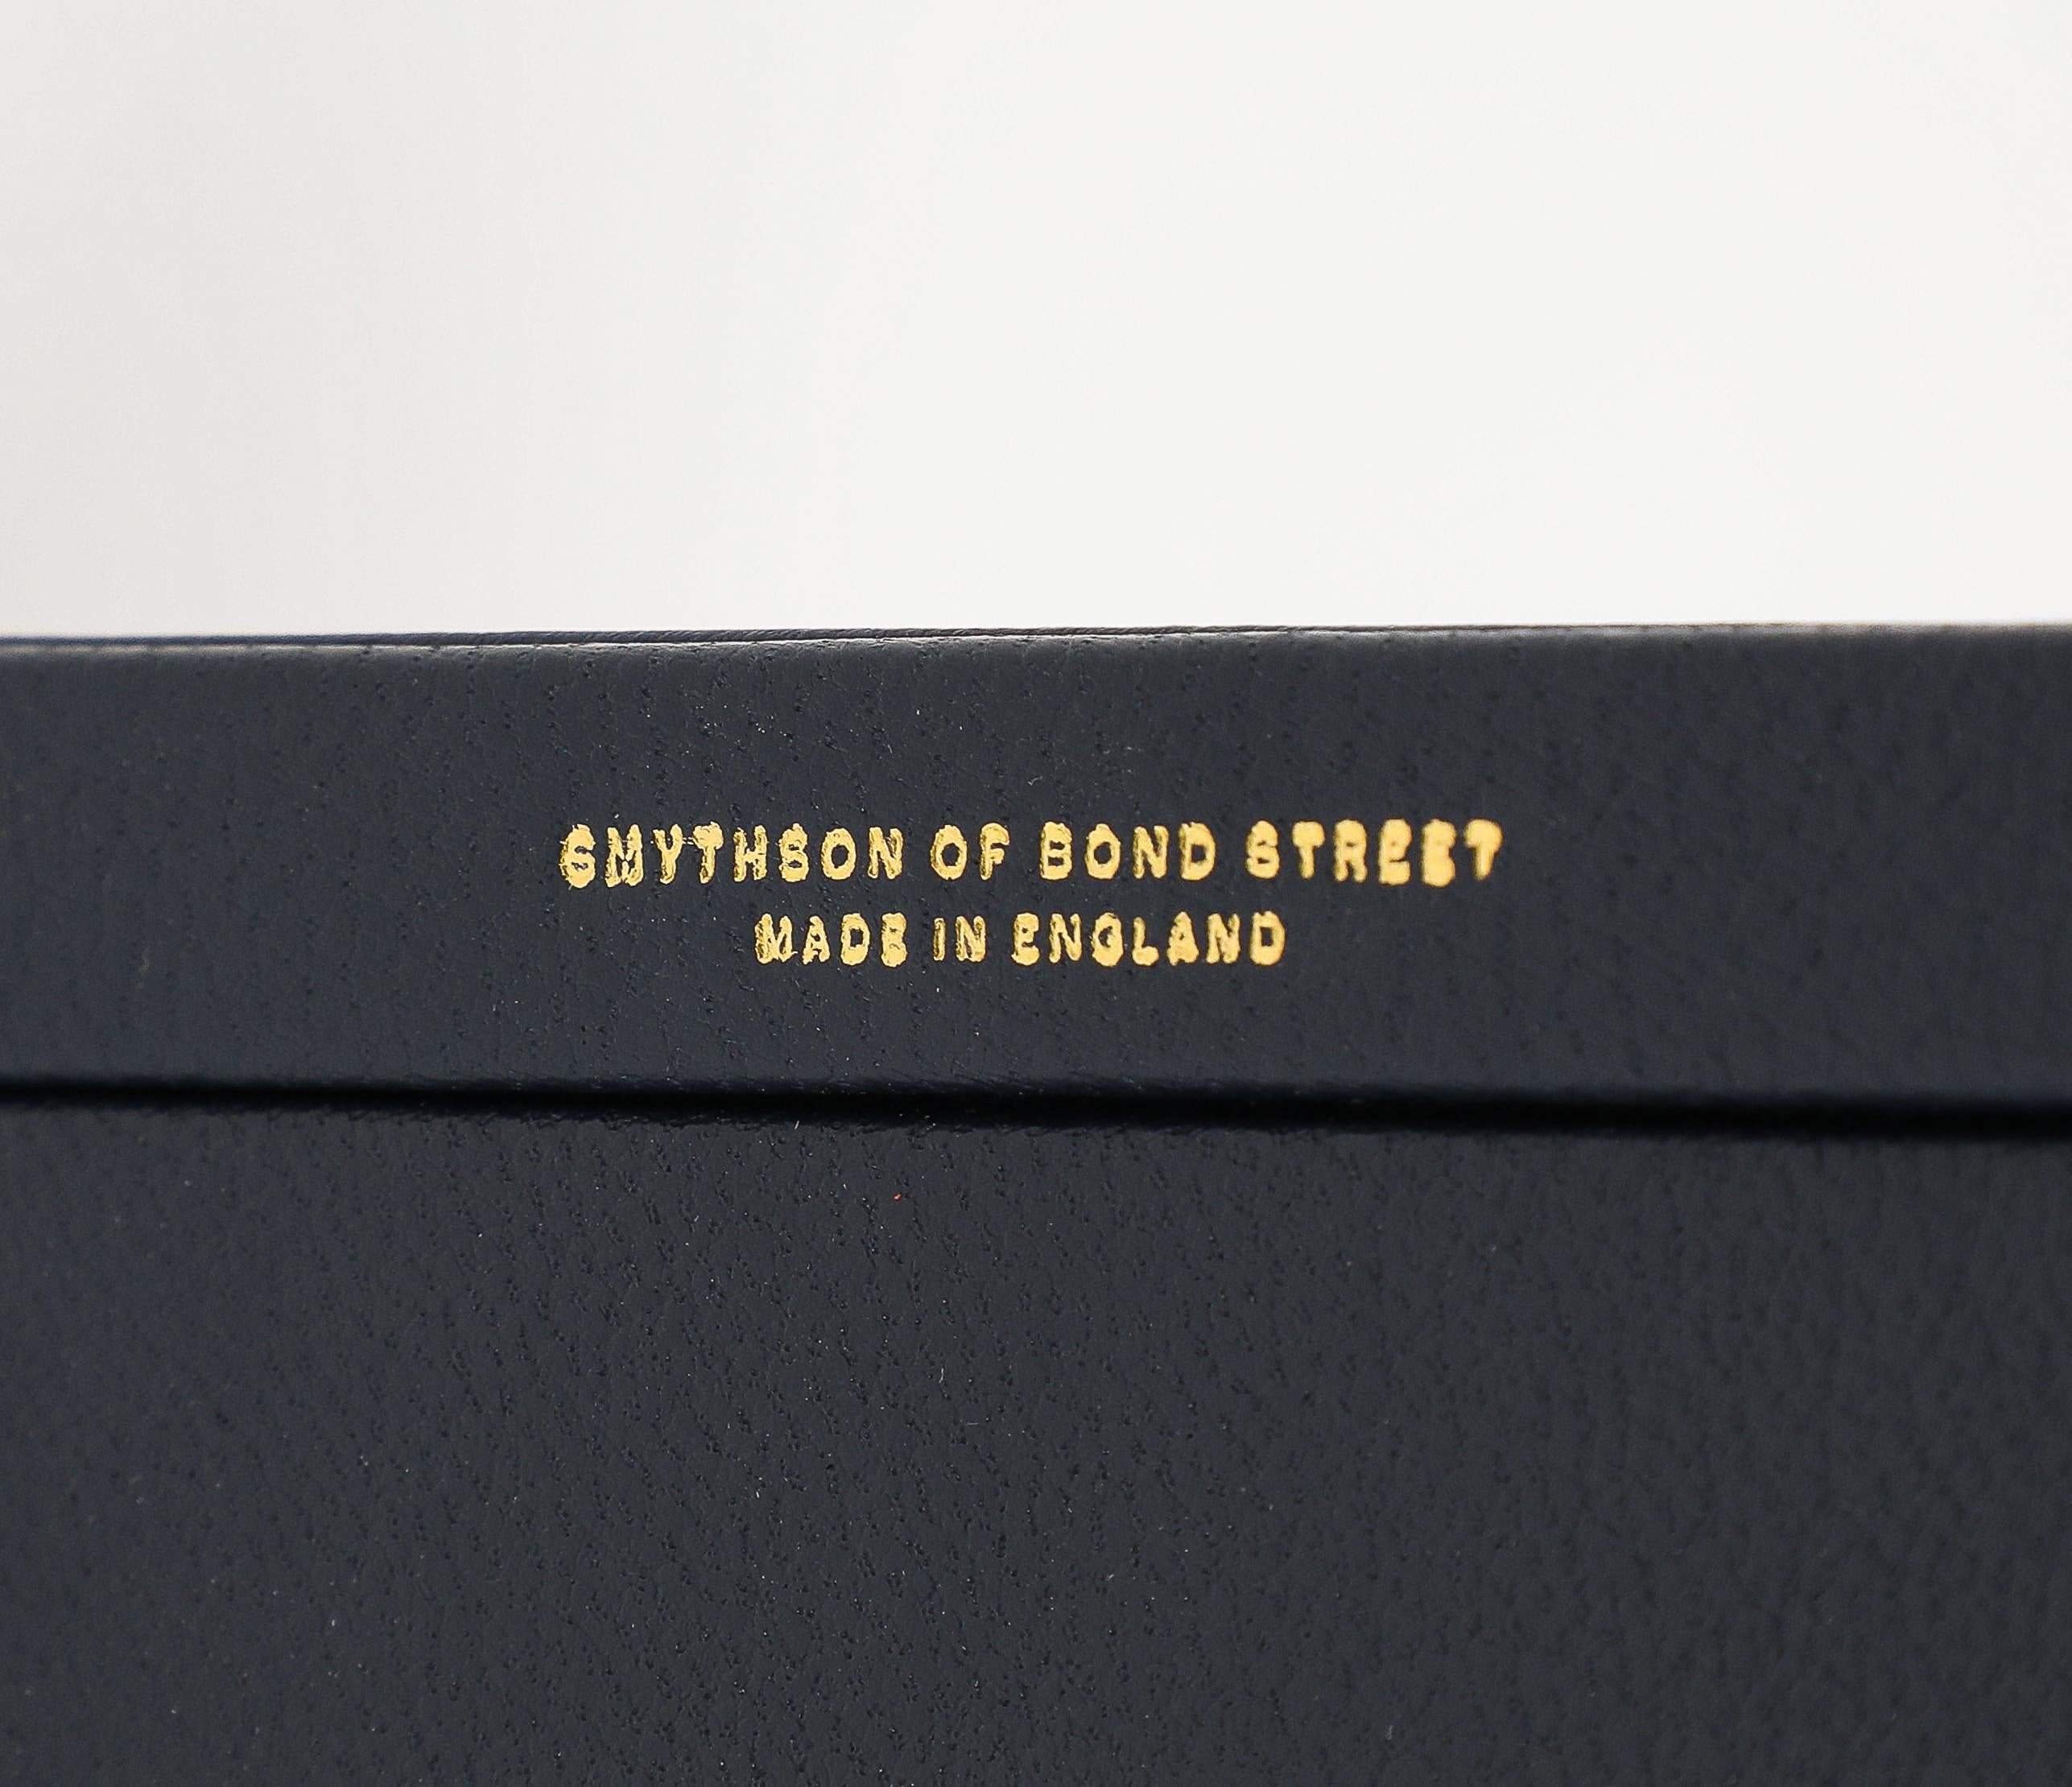 SMYTHSON OF BOND STREET
MADE IN ENGLAND